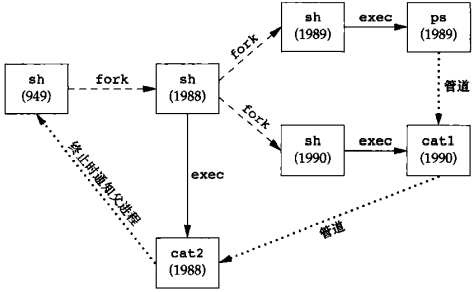 sh
(1989)
exec
ps
(1989)
fork
sh
(949)
fork
sh
(1988)
管道
fork
sh
(1990)
exec
cat1
(1990)
exec
终止时通知父进程
管道
cat2
(1988)